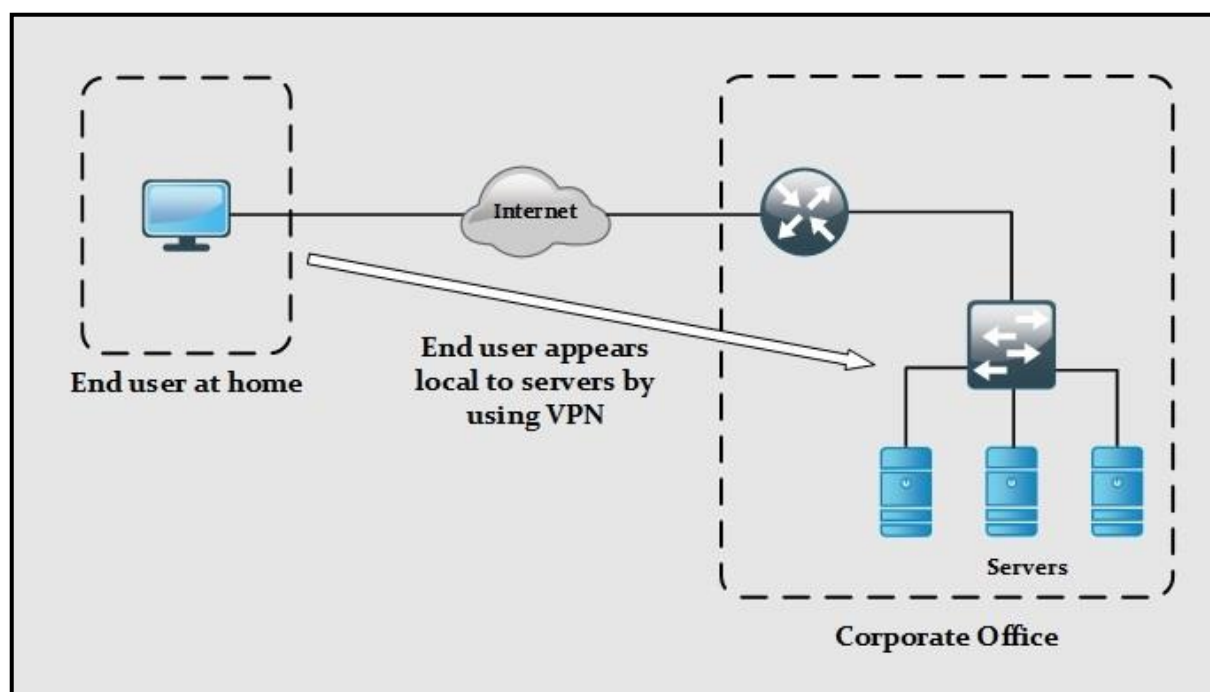 Internet
End user appears
local to servers by
using VPN
End user at home
Servers
Corporate Office